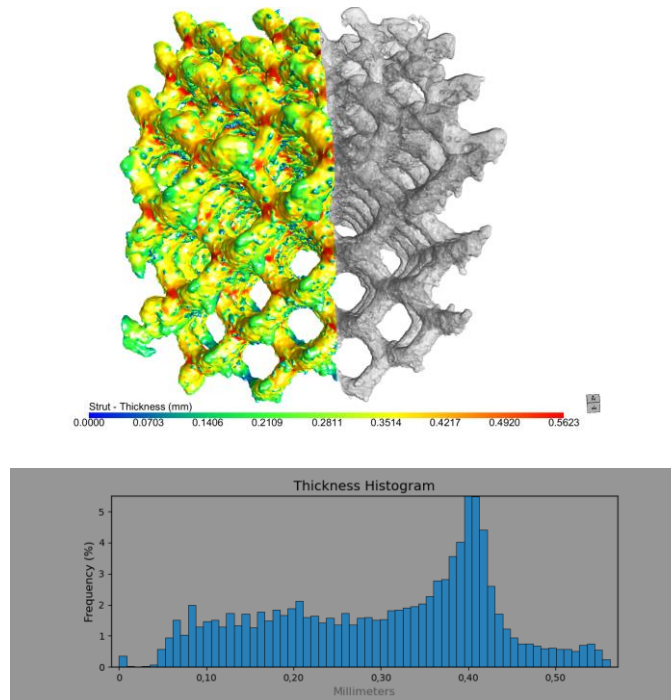 Strut - Thickness (mm)
0.0000 0.0703 0.1406 0.2109 0.2811 0.3514 0.4217 0.4920 0.5623
Thickness Histogram
Frequency (%)
5
4
3
2
1
0
0 0,10 0,20 0,30 0,40 0,50
Millimeters